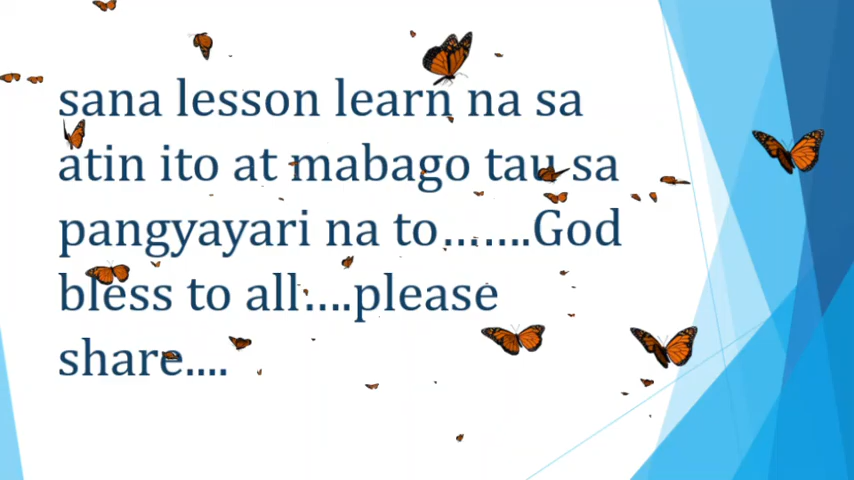 sana lesson learn na sa
atin ito at mabago tau sa
pangyayari na to…….God
bless to all….please
share....